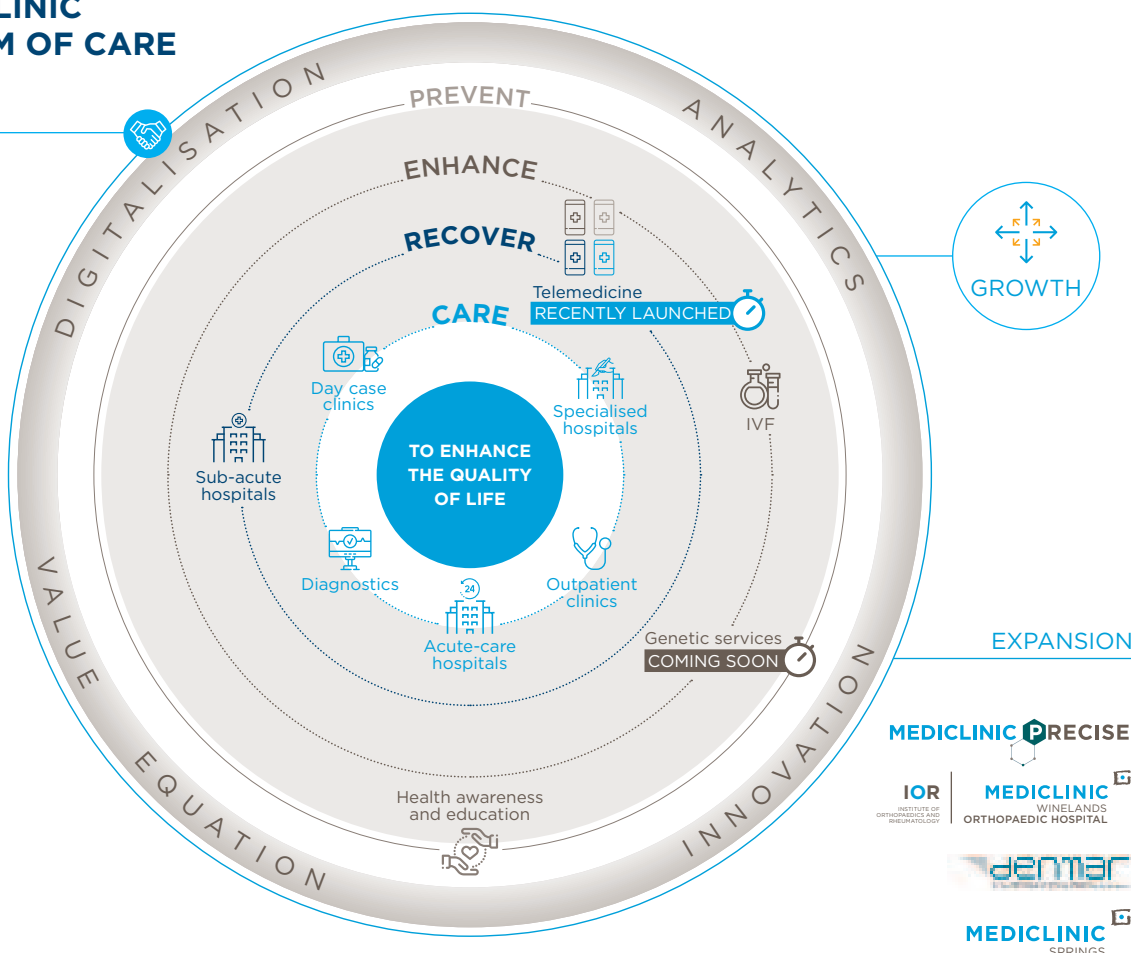 LINIC
M OF CARE
DIGITALISATION
ANALYTICS
PREVENT
ENHANCE
RECOVER
Telemedicine
RECENTLY LAUNCHED
CARE
GROWTH
Day case
clinics
Specialised
hospitals
IVF
TO ENHANCE
THE QUALITY
OF LIFE
Sub-acute
hospitals
Diagnostics
Outpatient
clinics
24
Acute-care
hospitals
Genetic services
COMING SOON
EXPANSION
VALUE EQUATION
INNOVATION
MEDICLINIC PRECISE
IOR
INSTITUTE OF
ORTHOPAEDICS AND
RHEUMATOLOGY
MEDICLINIC
WINELANDS
ORTHOPAEDIC HOSPITAL
Health awareness
and education
denmar
MEDICLINIC
SPRINGS